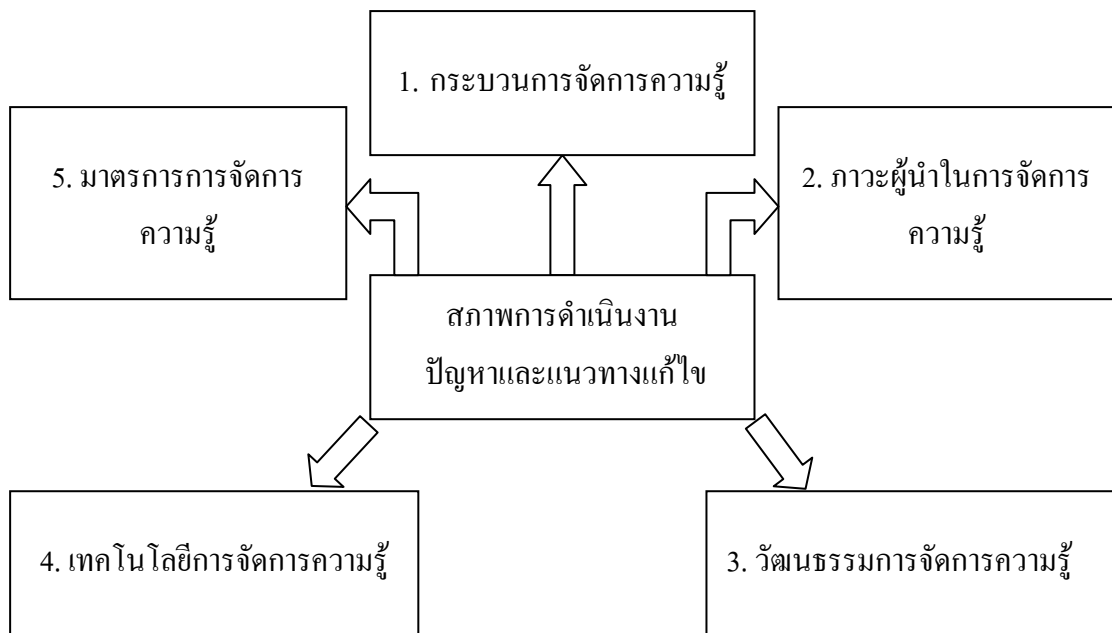 1. กระบวนการจัดการความรู้
5. มาตรการการจัดการ
ความรู้
2. ภาวะผู้นำในการจัดการ
ความรู้
สภาพการดำเนินงาน
ปัญหาและแนวทางแก้ไข
4. เทคโนโลยีการจัดการความรู้
3. วัฒนธรรมการจัดการความรู้